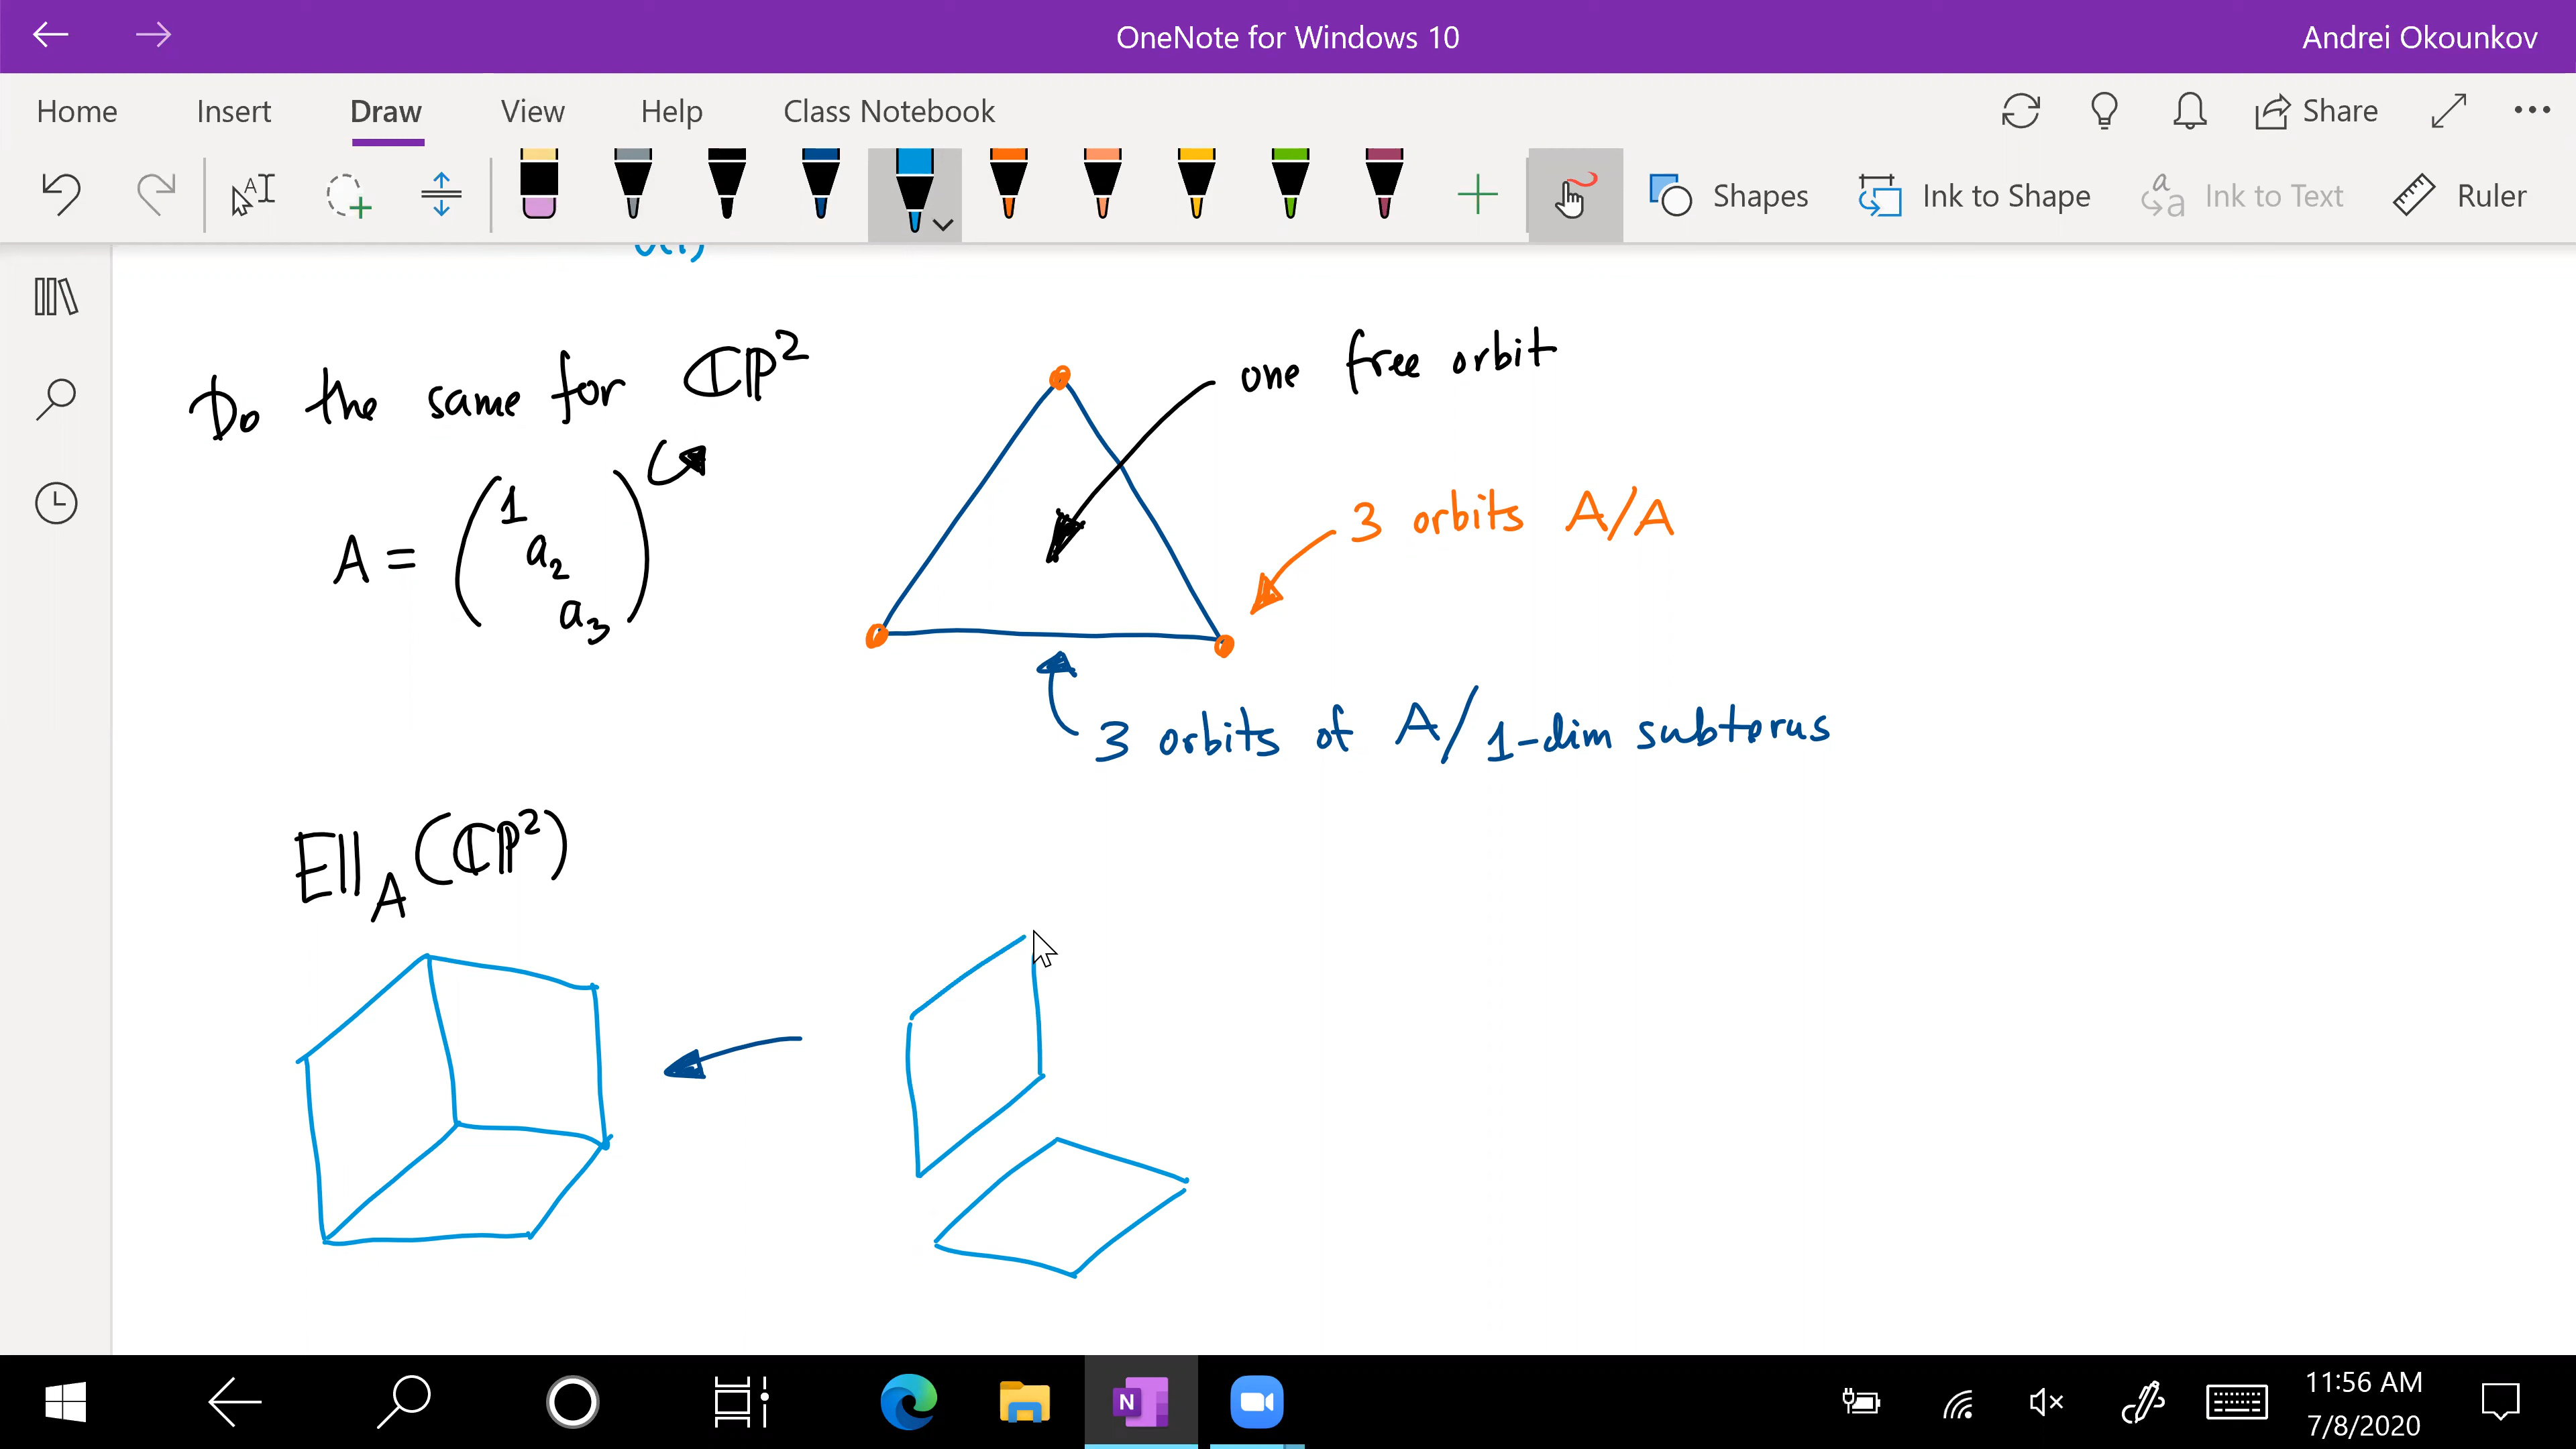 OneNote for Windows 10
Andrei Okounkov
Home Insert Draw View Help Class Notebook
Share
Shapes Ink to Shape Ink to Text Ruler
Do the same for ℂℙ²
one free orbit
3 orbits A/A
A = (1 a₂ a₃)
3 orbits of A/1-dim subtorus
Ell_A(ℂℙ²)
11:56 AM
7/8/2020